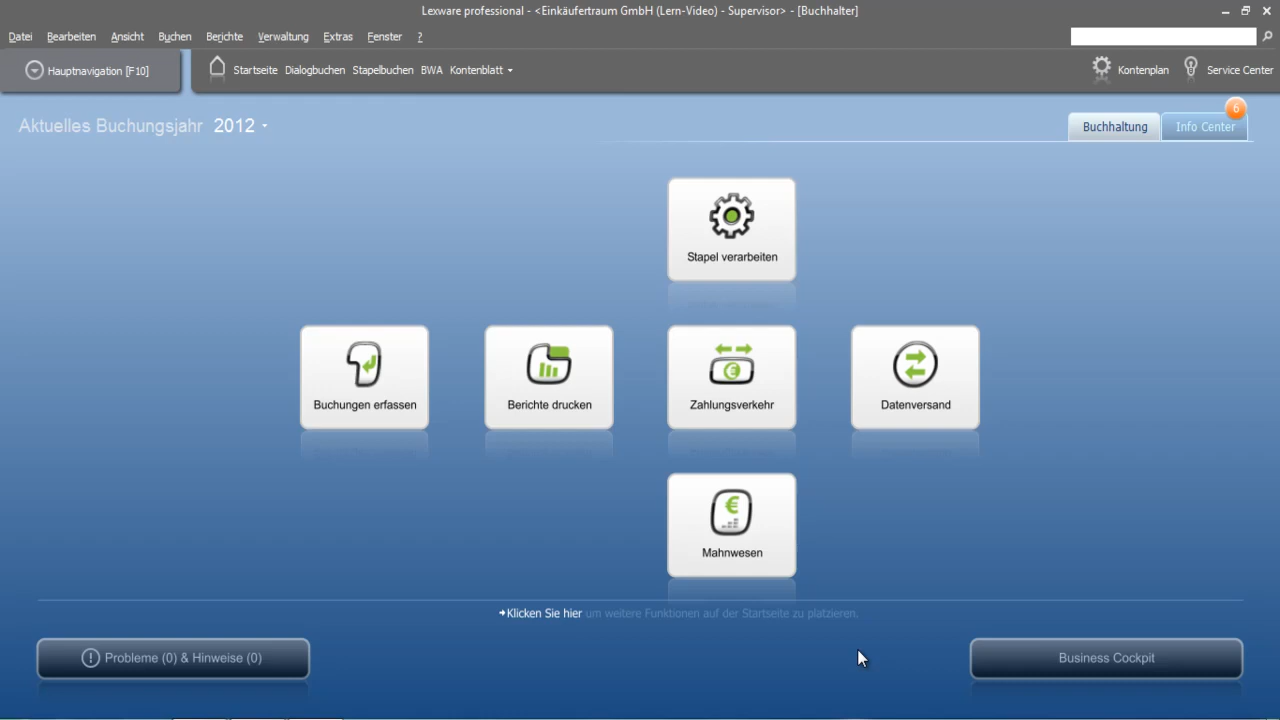 Lexware professional - <Einkäufertraum GmbH (Lern-Video) - Supervisor> - [Buchhalter]
Datei Bearbeiten Ansicht Buchen Berichte Verwaltung Extras Fenster ?
Hauptnavigation [F10] Startseite Dialogbuchen Stapelbuchen BWA Kontenblatt Kontenplan Service Center
Aktuelles Buchungsjahr 2012
Buchhaltung Info Center 6
Stapel verarbeiten
Buchungen erfassen Berichte drucken Zahlungsverkehr Datenversand
Mahnwesen
Klicken Sie hier um weitere Funktionen auf der Startseite zu platzieren.
Probleme (0) & Hinweise (0) Business Cockpit